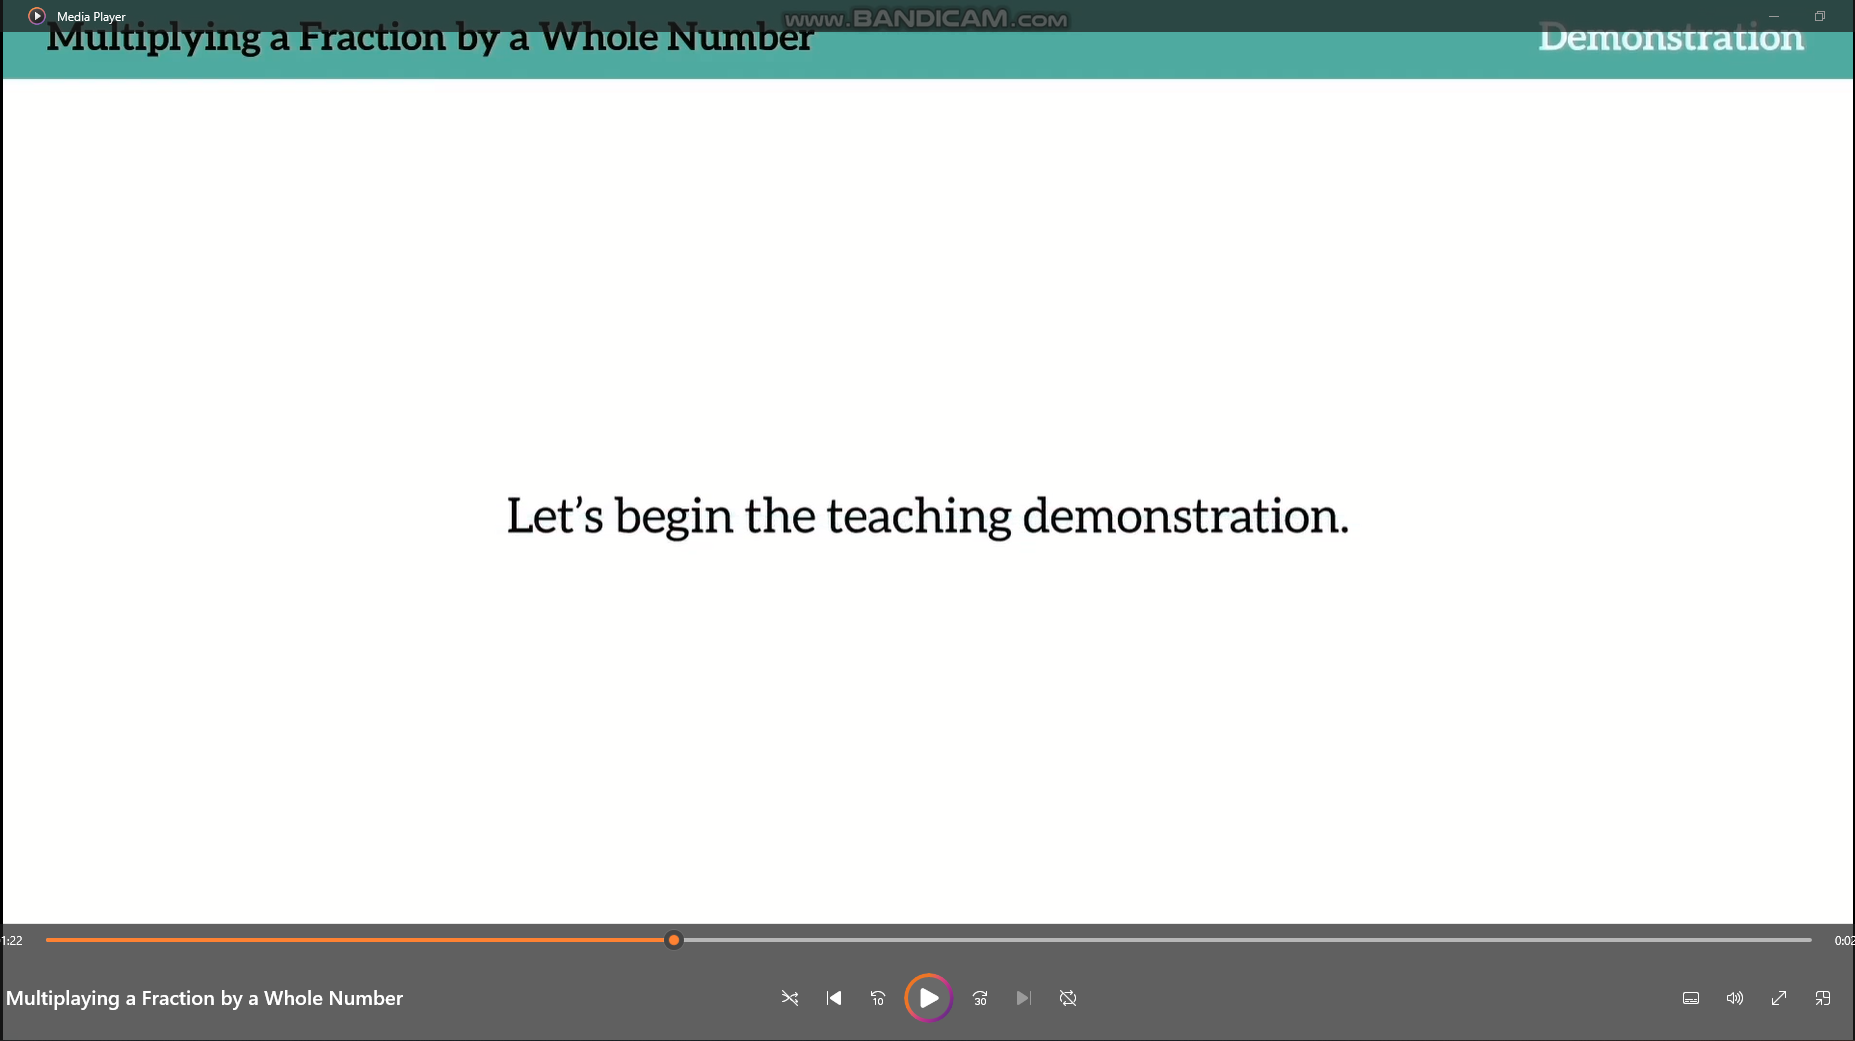 Media Player
www.BANDICAM.com
Multiplying a Fraction by a Whole Number
Demonstration
Let's begin the teaching demonstration.
1:22
0:02
Multiplaying a Fraction by a Whole Number
10
30